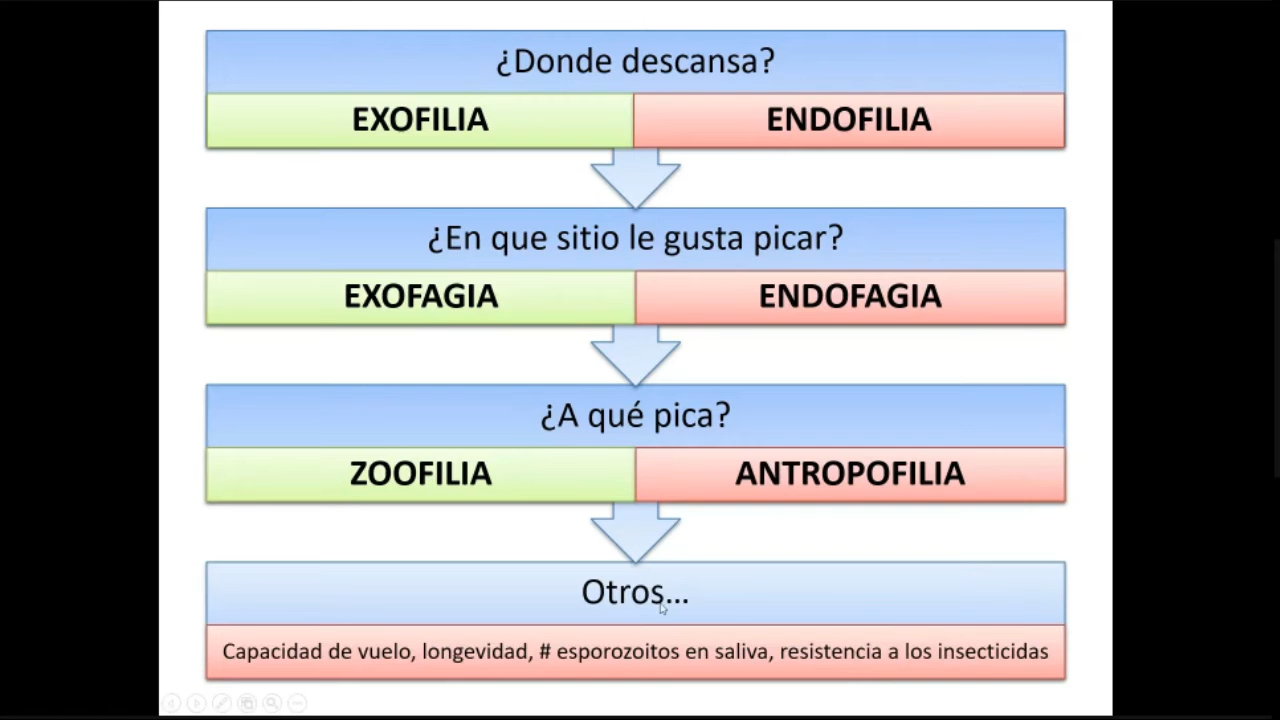 ¿Donde descansa?
EXOFILIA
ENDOFILIA
¿En que sitio le gusta picar?
EXOFAGIA
ENDOFAGIA
¿A qué pica?
ZOOFILIA
ANTROPOFILIA
Otros...
Capacidad de vuelo, longevidad, # esporozoitos en saliva, resistencia a los insecticidas